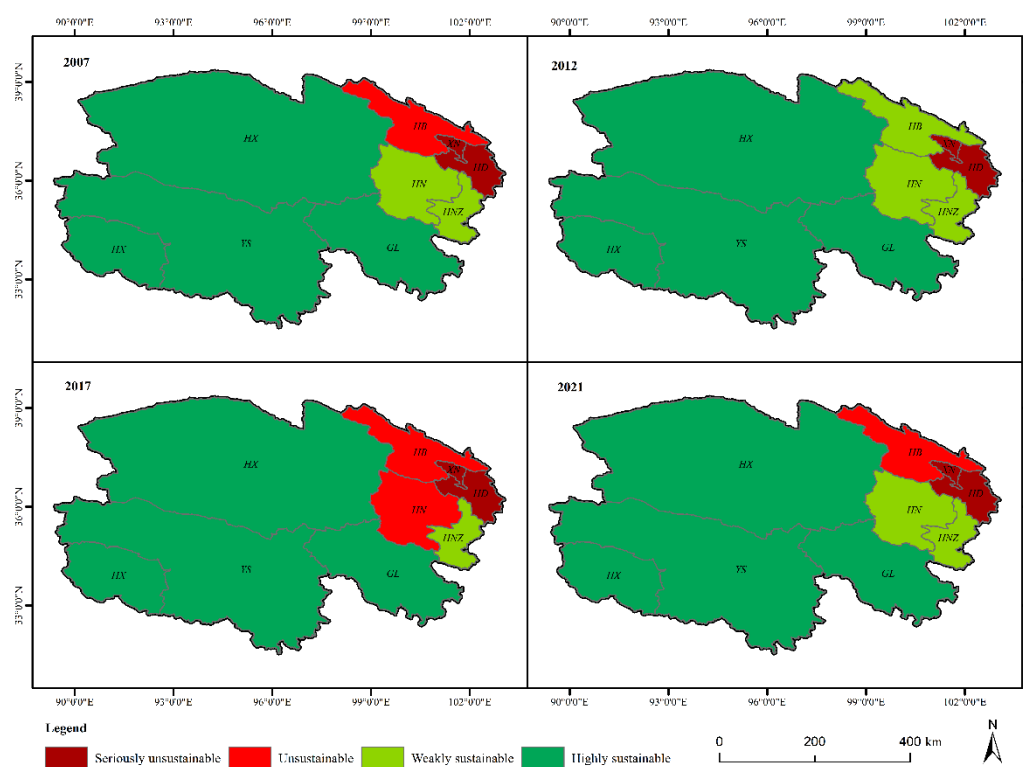 90°0'0"E 93°0'0"E 96°0'0"E 99°0'0"E 102°0'0"E 90°0'0"E 93°0'0"E 96°0'0"E 99°0'0"E 102°0'0"E
39°0'0"N
36°0'0"N
33°0'0"N
2007
HX
HB
XN
HD
HN
HNZ
HX
YS
GL
2012
HX
HB
XN
HD
HN
HNZ
HX
YS
GL
39°0'0"N
36°0'0"N
33°0'0"N
2017
HX
HB
XN
HD
HN
HNZ
HX
YS
GL
2021
HX
HB
XN
HD
HN
HNZ
HX
YS
GL
90°0'0"E 93°0'0"E 96°0'0"E 99°0'0"E 102°0'0"E 90°0'0"E 93°0'0"E 96°0'0"E 99°0'0"E 102°0'0"E
Legend
Seriously unsustainable Unsustainable Weakly sustainable Highly sustainable
0 200 400 km
N